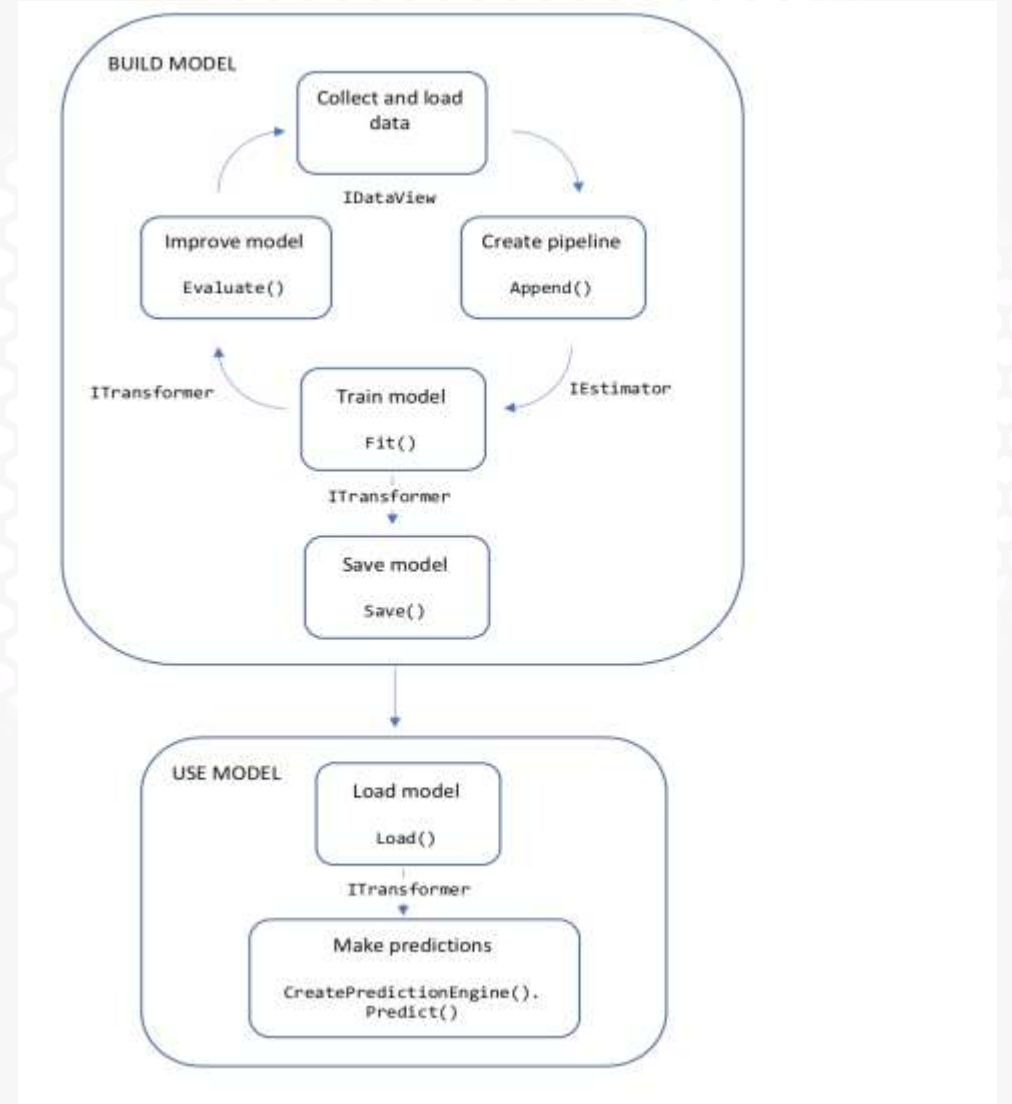 BUILD MODEL
Collect and load
data
IDataView
Improve model
Evaluate()
Create pipeline
Append()
ITransformer
IEstimator
Train model
Fit()
ITransformer
Save model
Save()
USE MODEL
Load model
Load()
ITransformer
Make predictions
CreatePredictionEngine().
Predict()